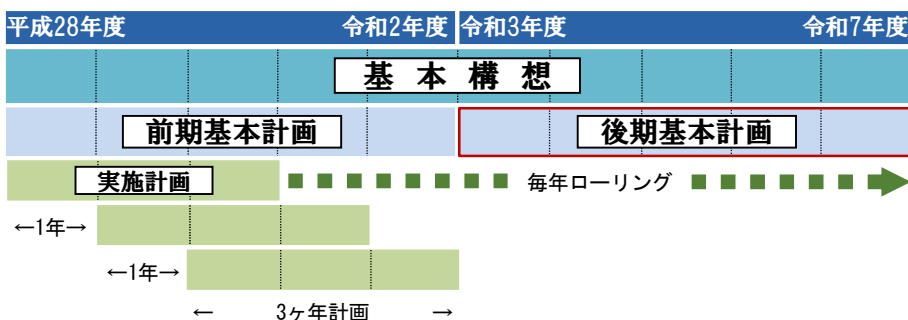 平成28年度 令和2年度 令和3年度 令和7年度
基本構想
前期基本計画 後期基本計画
実施計画 毎年ローリング
←1年→
←1年→
← 3ヶ年計画 →